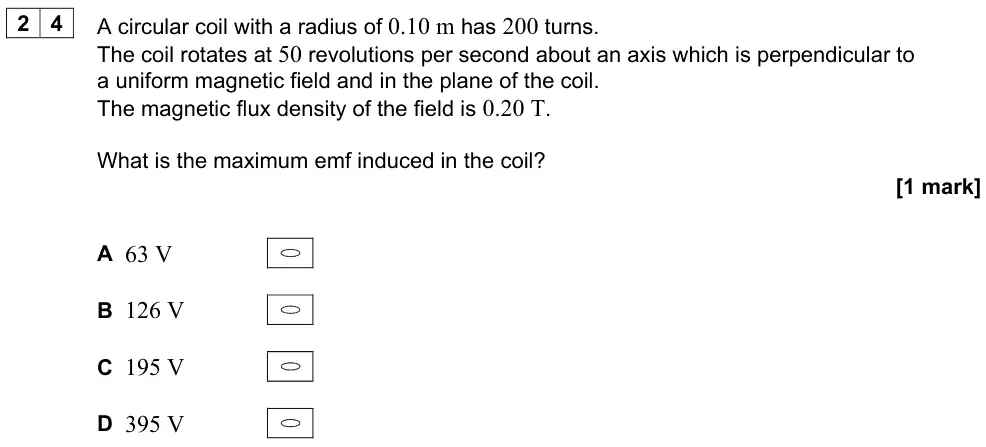 2 4 A circular coil with a radius of 0.10 m has 200 turns.
The coil rotates at 50 revolutions per second about an axis which is perpendicular to
a uniform magnetic field and in the plane of the coil.
The magnetic flux density of the field is 0.20 T.
What is the maximum emf induced in the coil?
[1 mark]
A 63 V
B 126 V
C 195 V
D 395 V